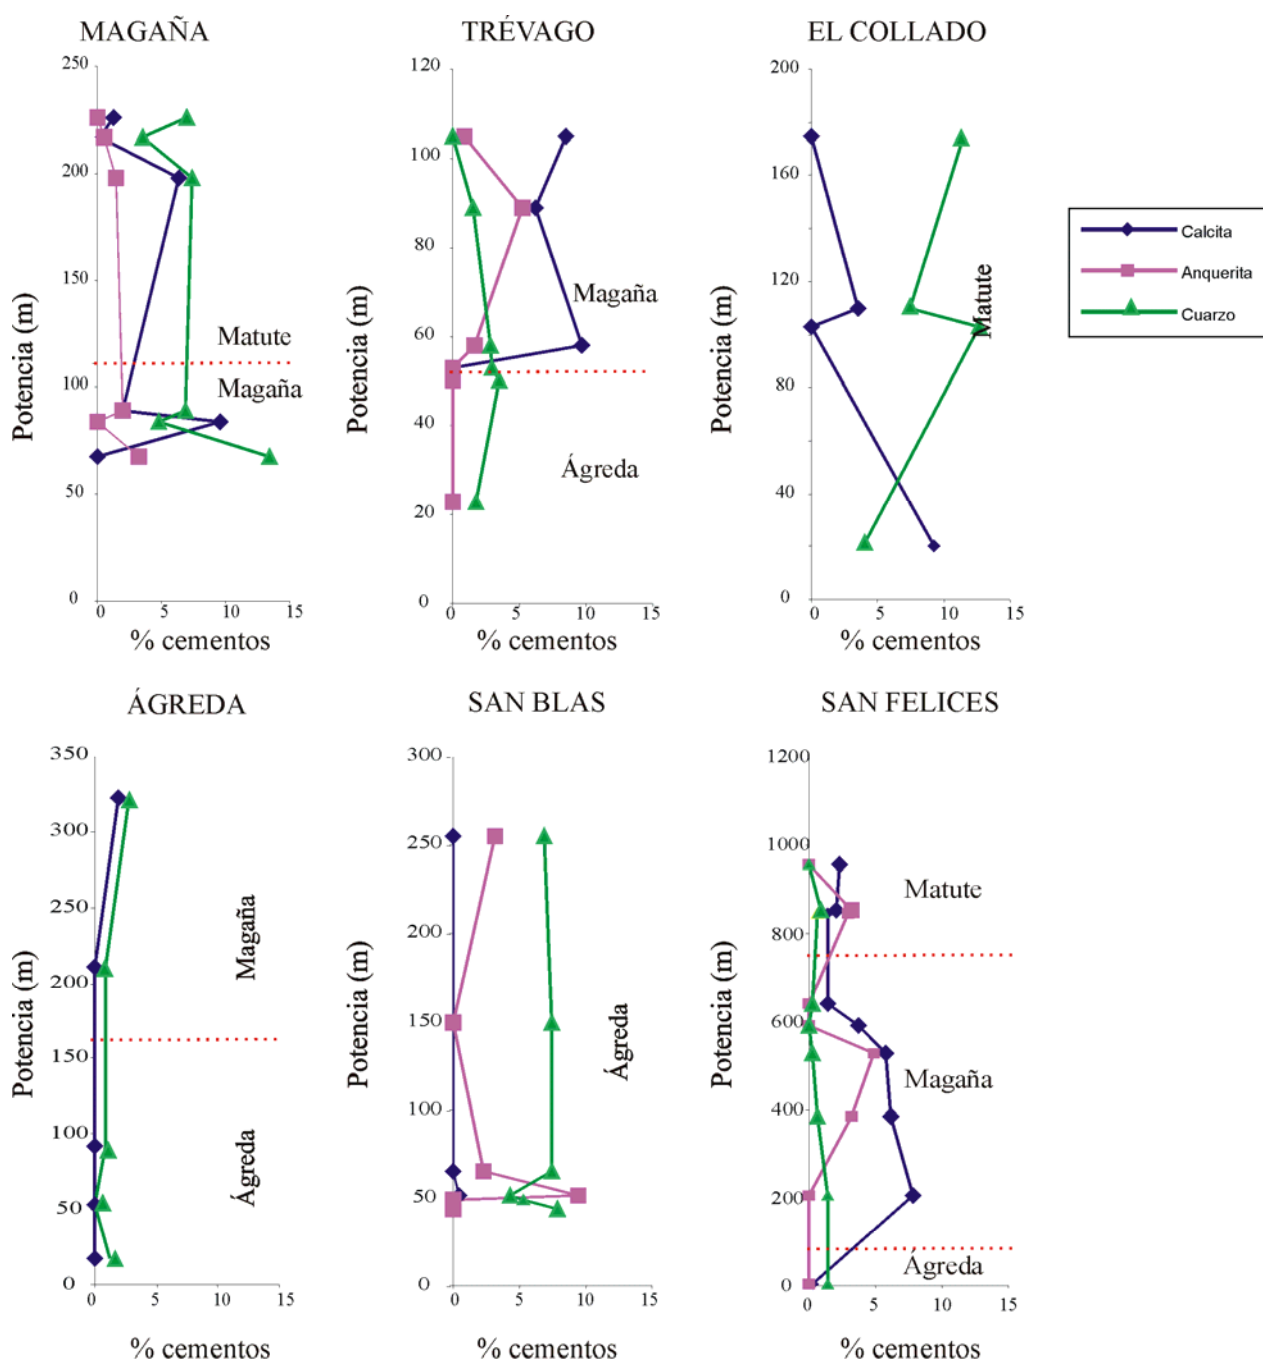 MAGAÑA
250
200
150
100
50
0
0 5 10 15
Potencia (m)
% cementos
Matute
Magaña
TRÉVAGO
120
100
80
60
40
20
0
0 5 10 15
Potencia (m)
% cementos
Magaña
Ágreda
EL COLLADO
200
160
120
80
40
0
0 5 10 15
Potencia (m)
% cementos
Matute
Calcita
Anquerita
Cuarzo
ÁGREDA
350
300
250
200
150
100
50
0
0 5 10 15
Potencia (m)
% cementos
Magaña
Ágreda
SAN BLAS
300
250
200
150
100
50
0
0 5 10 15
Potencia (m)
% cementos
Ágreda
SAN FELICES
1200
1000
800
600
400
200
0
0 5 10 15
Potencia (m)
% cementos
Matute
Magaña
Ágreda